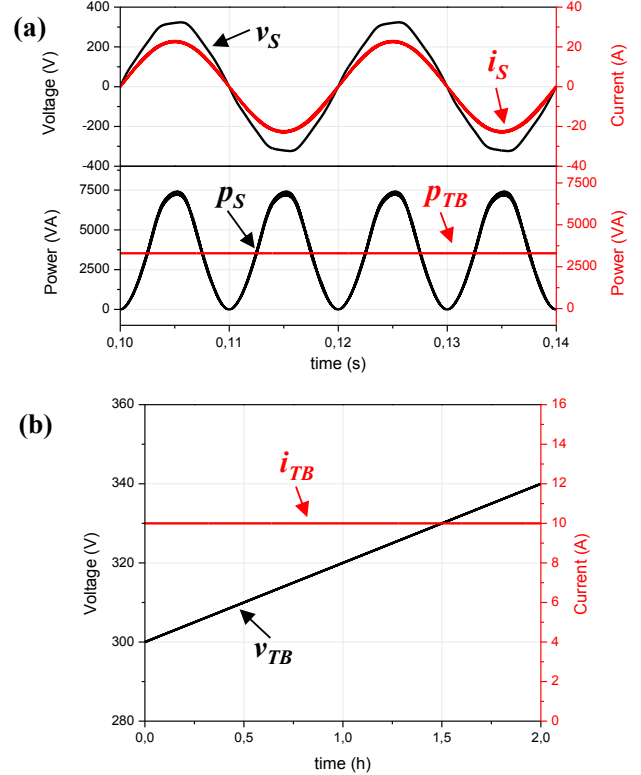 (a)
400
200
0
-200
-400
Voltage (V)
v_S
i_S
40
20
0
-20
-40
Current (A)
7500
5000
2500
0
Power (VA)
p_S
p_TB
7500
5000
2500
0
Power (VA)
0,10
0,11
0,12
0,13
0,14
time (s)
(b)
360
340
320
300
280
Voltage (V)
i_TB
v_TB
16
14
12
10
8
6
4
2
0
Current (A)
0,0
0,5
1,0
1,5
2,0
time (h)